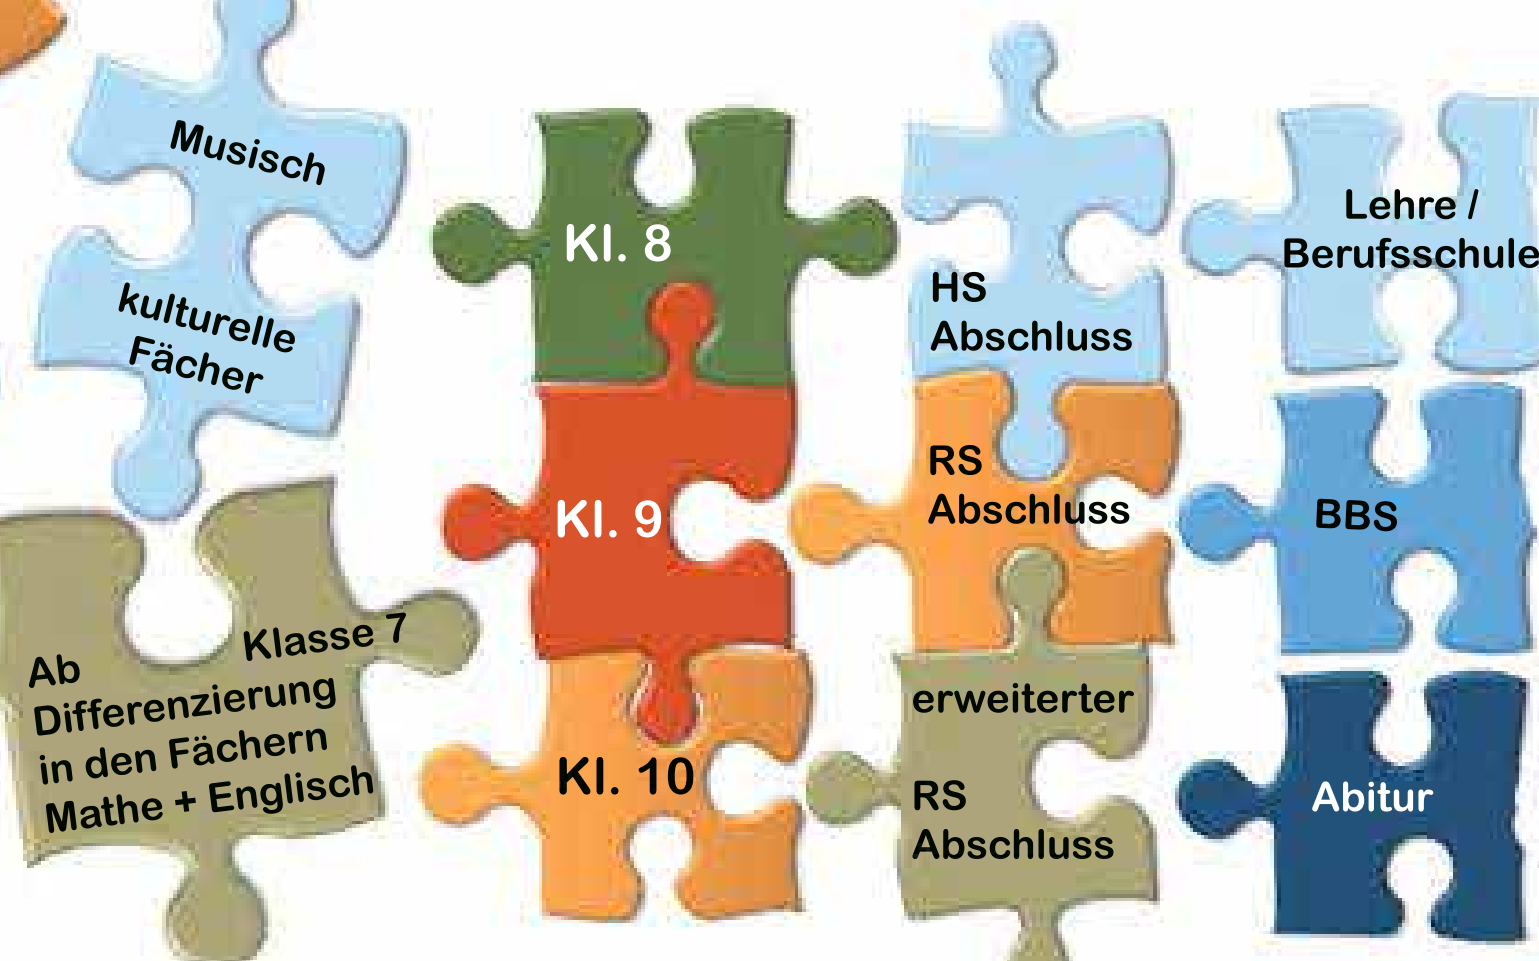 Musisch
kulturelle
Fächer
Ab Klasse 7
Differenzierung
in den Fächern
Mathe + Englisch
Kl. 8
Kl. 9
Kl. 10
HS
Abschluss
RS
Abschluss
erweiterter
RS
Abschluss
Lehre /
Berufsschule
BBS
Abitur